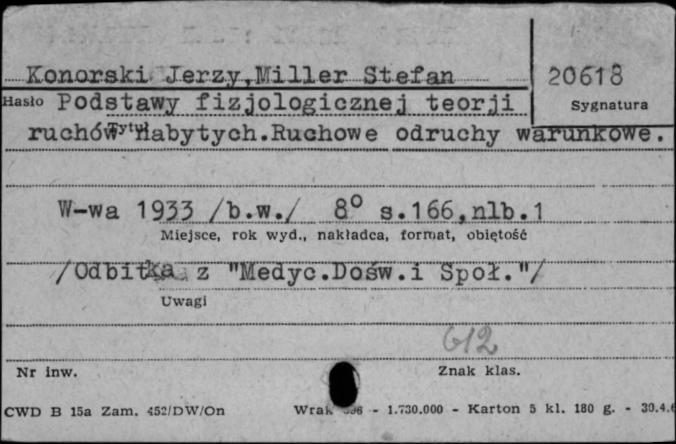 Konorski Jerzy, Miller Stefan
20618
Hasło Podstawy fizjologicznej teorji
Sygnatura
ruchów Tytuł nabytych. Ruchowe odruchy warunkowe.
W-wa 1933 /b.w./ 8° s.166, nlb.1
Miejsce, rok wyd., nakładca, format, objętość
/Odbitka z "Medyc.Dośw.i Społ."/
Uwagi
612
Nr inw.
Znak klas.
CWD B 15a Zam. 452/DW/On
- 1.730.000 - Karton 5 kl. 180 g. - 30.4.6